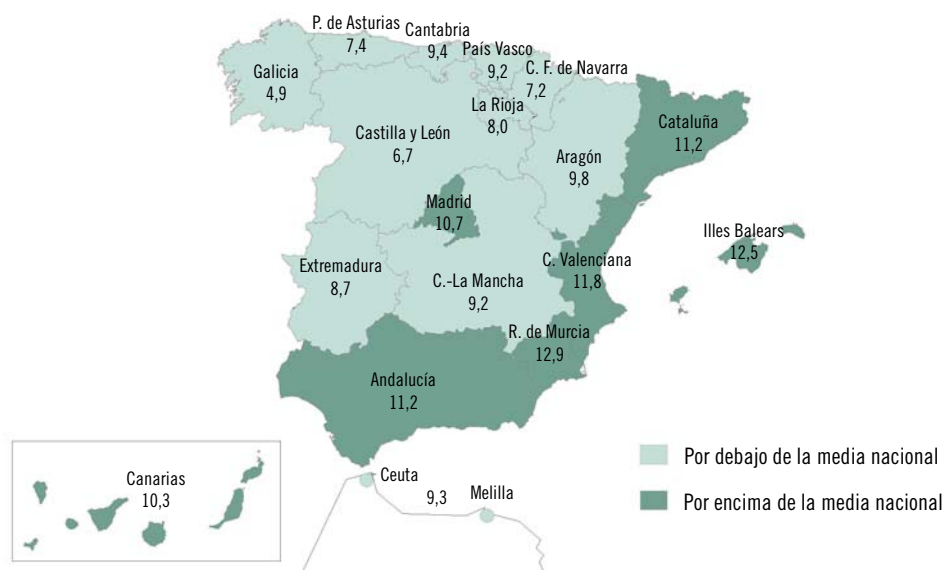 P. de Asturias
7,4
Cantabria
9,4
País Vasco
9,2
C. F. de Navarra
7,2
Galicia
4,9
La Rioja
8,0
Castilla y León
6,7
Cataluña
11,2
Aragón
9,8
Madrid
10,7
Illes Balears
12,5
Extremadura
8,7
C.-La Mancha
9,2
C. Valenciana
11,8
R. de Murcia
12,9
Andalucía
11,2
Canarias
10,3
Ceuta
9,3
Melilla
Por debajo de la media nacional
Por encima de la media nacional